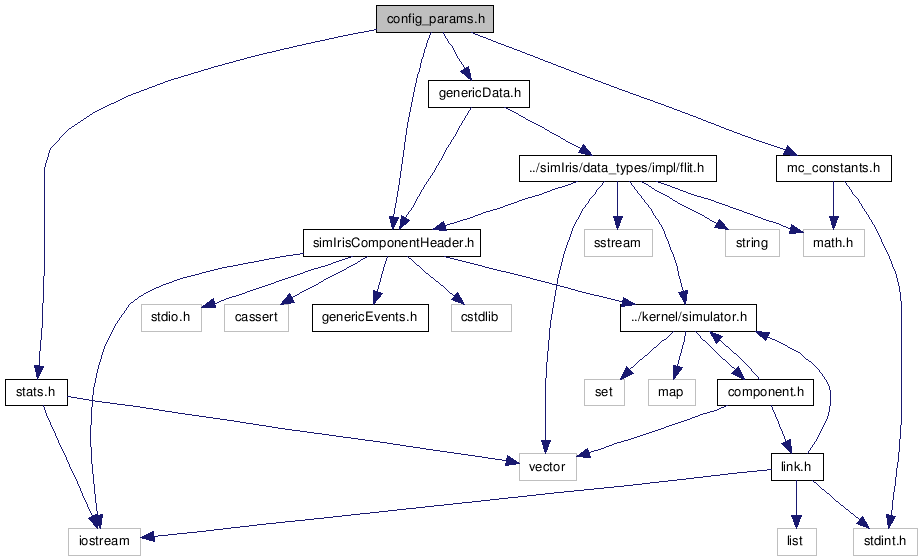 config_params.h
genericData.h
../simIris/data_types/impl/flit.h
mc_constants.h
simIrisComponentHeader.h
sstream
string
math.h
stdio.h
cassert
genericEvents.h
cstdlib
../kernel/simulator.h
stats.h
set
map
component.h
vector
link.h
iostream
list
stdint.h